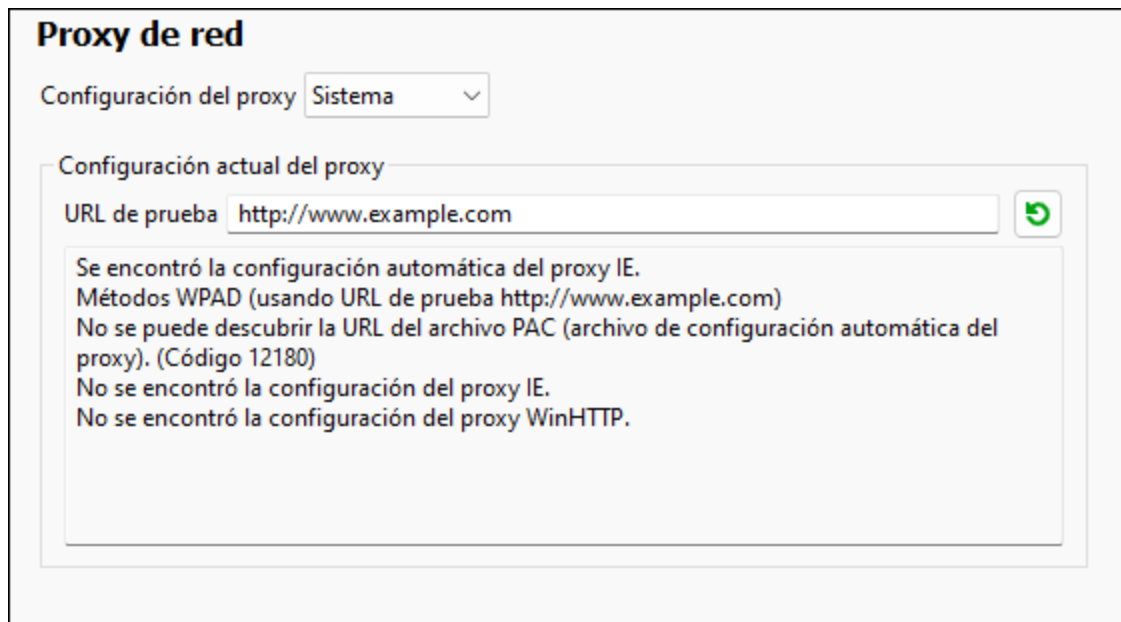 Proxy de red
Configuración del proxy Sistema
Configuración actual del proxy
URL de prueba http://www.example.com
Se encontró la configuración automática del proxy IE.
Métodos WPAD (usando URL de prueba http://www.example.com)
No se puede descubrir la URL del archivo PAC (archivo de configuración automática del
proxy). (Código 12180)
No se encontró la configuración del proxy IE.
No se encontró la configuración del proxy WinHTTP.